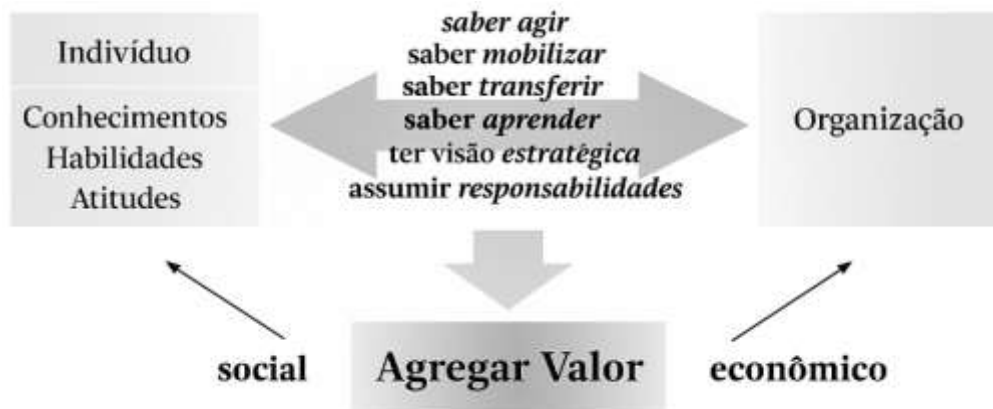 Indivíduo
Conhecimentos
Habilidades
Atitudes
saber agir
saber mobilizar
saber transferir
saber aprender
ter visão estratégica
assumir responsabilidades
Organização
social
Agregar Valor
econômico